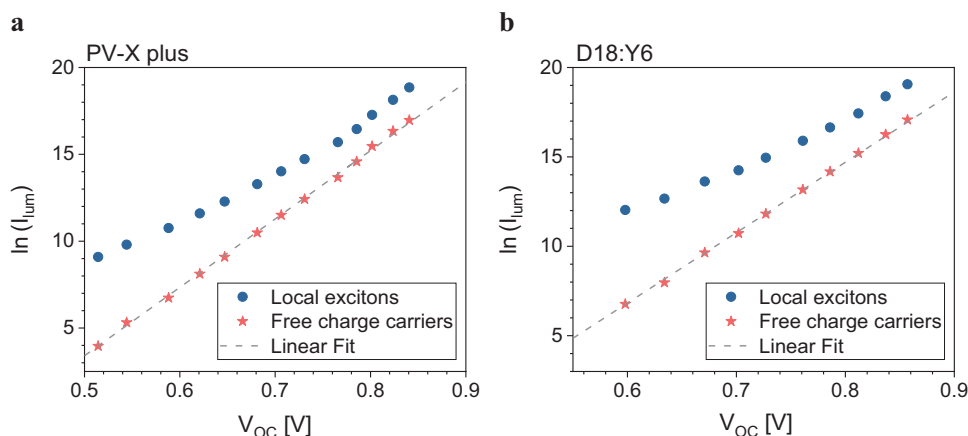 a
PV-X plus
20
15
10
5
ln (I_lum)
Local excitons
Free charge carriers
Linear Fit
0.5 0.6 0.7 0.8 0.9
V_OC [V]
b
D18:Y6
20
15
10
5
ln (I_lum)
Local excitons
Free charge carriers
Linear Fit
0.6 0.7 0.8 0.9
V_OC [V]